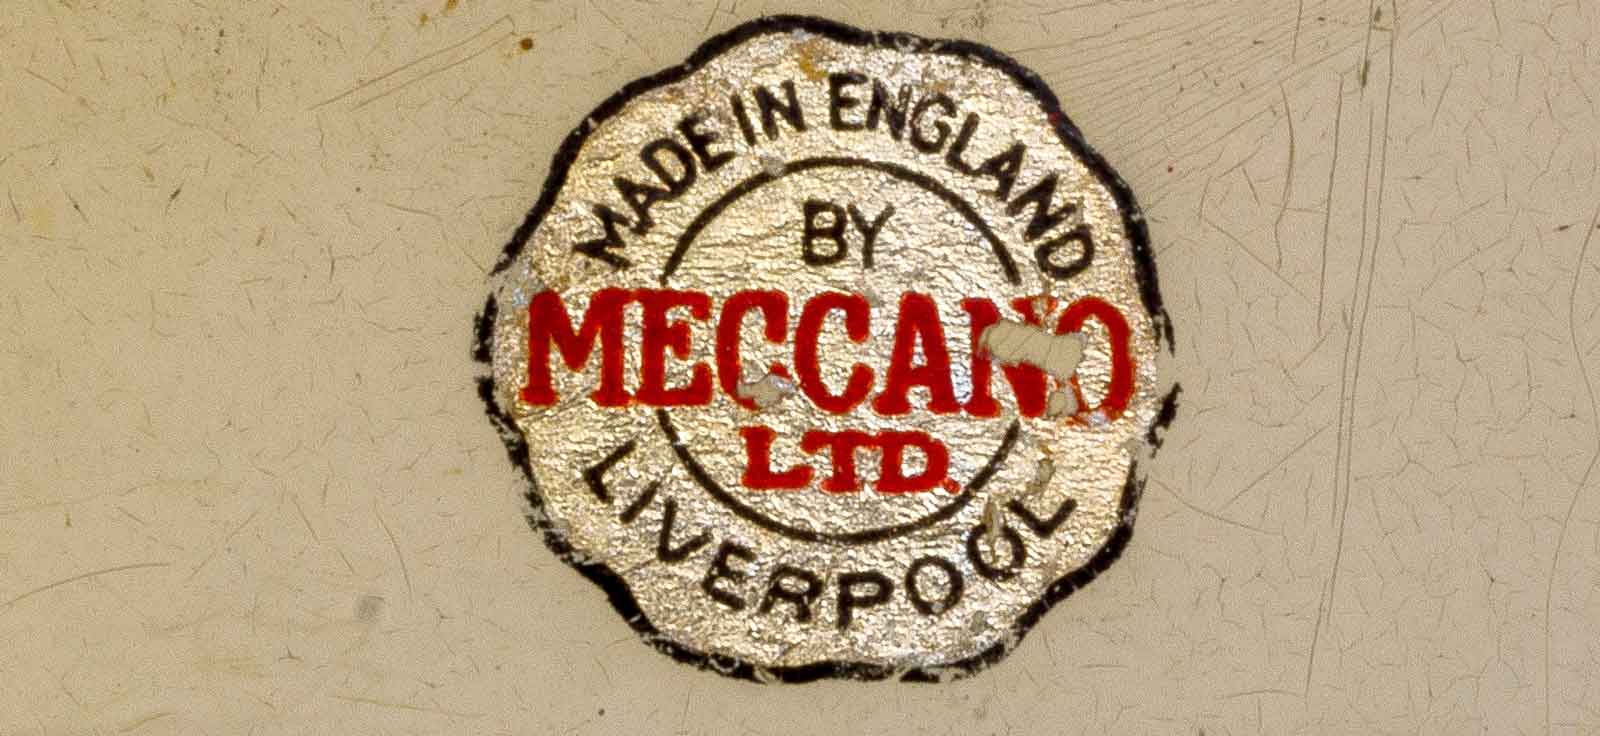 MADE IN ENGLAND
BY
MECCANO
LTD.
LIVERPOOL